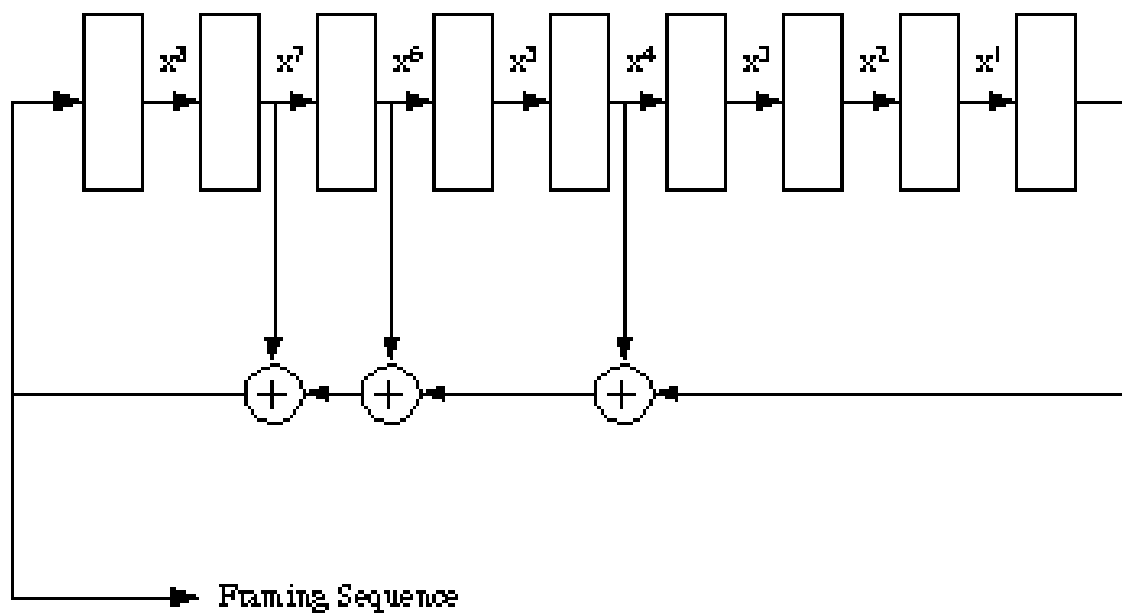 x⁸ x⁷ x⁶ x⁵ x⁴ x³ x² x¹
+ + +
Framing Sequence